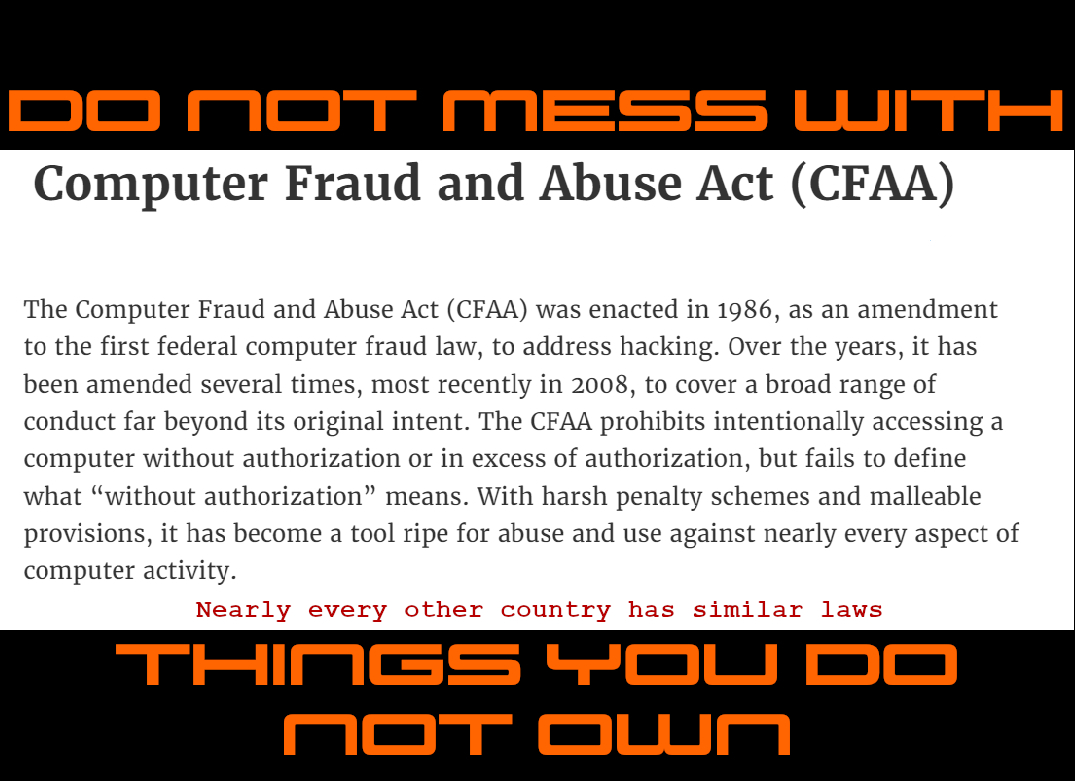 DO NOT MESS WITH
Computer Fraud and Abuse Act (CFAA)
The Computer Fraud and Abuse Act (CFAA) was enacted in 1986, as an amendment
to the first federal computer fraud law, to address hacking. Over the years, it has
been amended several times, most recently in 2008, to cover a broad range of
conduct far beyond its original intent. The CFAA prohibits intentionally accessing a
computer without authorization or in excess of authorization, but fails to define
what “without authorization” means. With harsh penalty schemes and malleable
provisions, it has become a tool ripe for abuse and use against nearly every aspect of
computer activity.
Nearly every other country has similar laws
THINGS YOU DO
NOT OWN